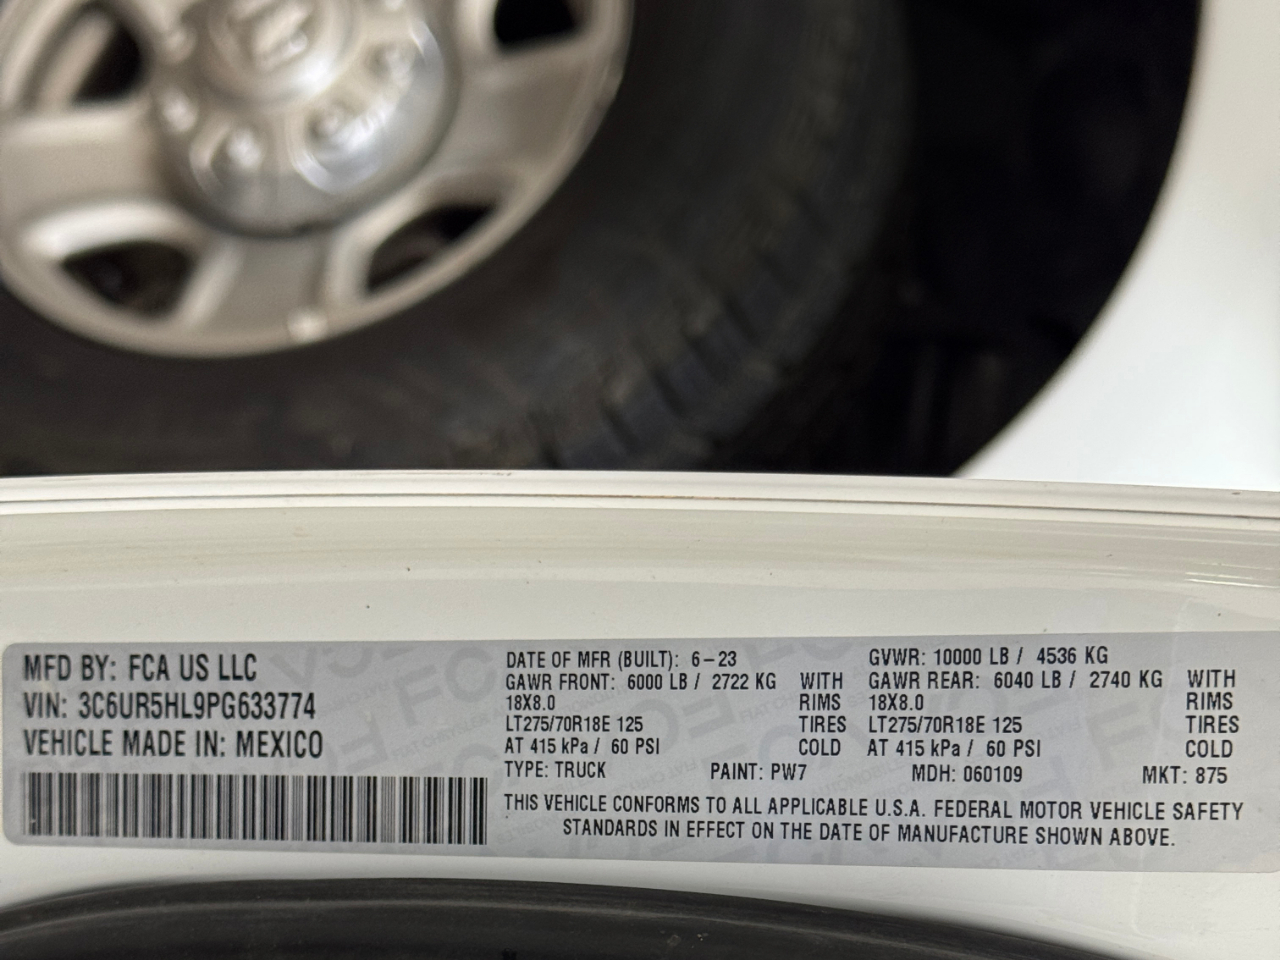 MFD BY: FCA US LLC
VIN: 3C6UR5HL9PG633774
VEHICLE MADE IN: MEXICO
DATE OF MFR (BUILT): 6-23 GVWR: 10000 LB / 4536 KG
GAWR FRONT: 6000 LB / 2722 KG WITH GAWR REAR: 6040 LB / 2740 KG WITH
18X8.0 RIMS 18X8.0 RIMS
LT275/70R18E 125 TIRES LT275/70R18E 125 TIRES
AT 415 kPa / 60 PSI COLD AT 415 kPa / 60 PSI COLD
TYPE: TRUCK PAINT: PW7 MDH: 060109 MKT: 875
THIS VEHICLE CONFORMS TO ALL APPLICABLE U.S.A. FEDERAL MOTOR VEHICLE SAFETY
STANDARDS IN EFFECT ON THE DATE OF MANUFACTURE SHOWN ABOVE.